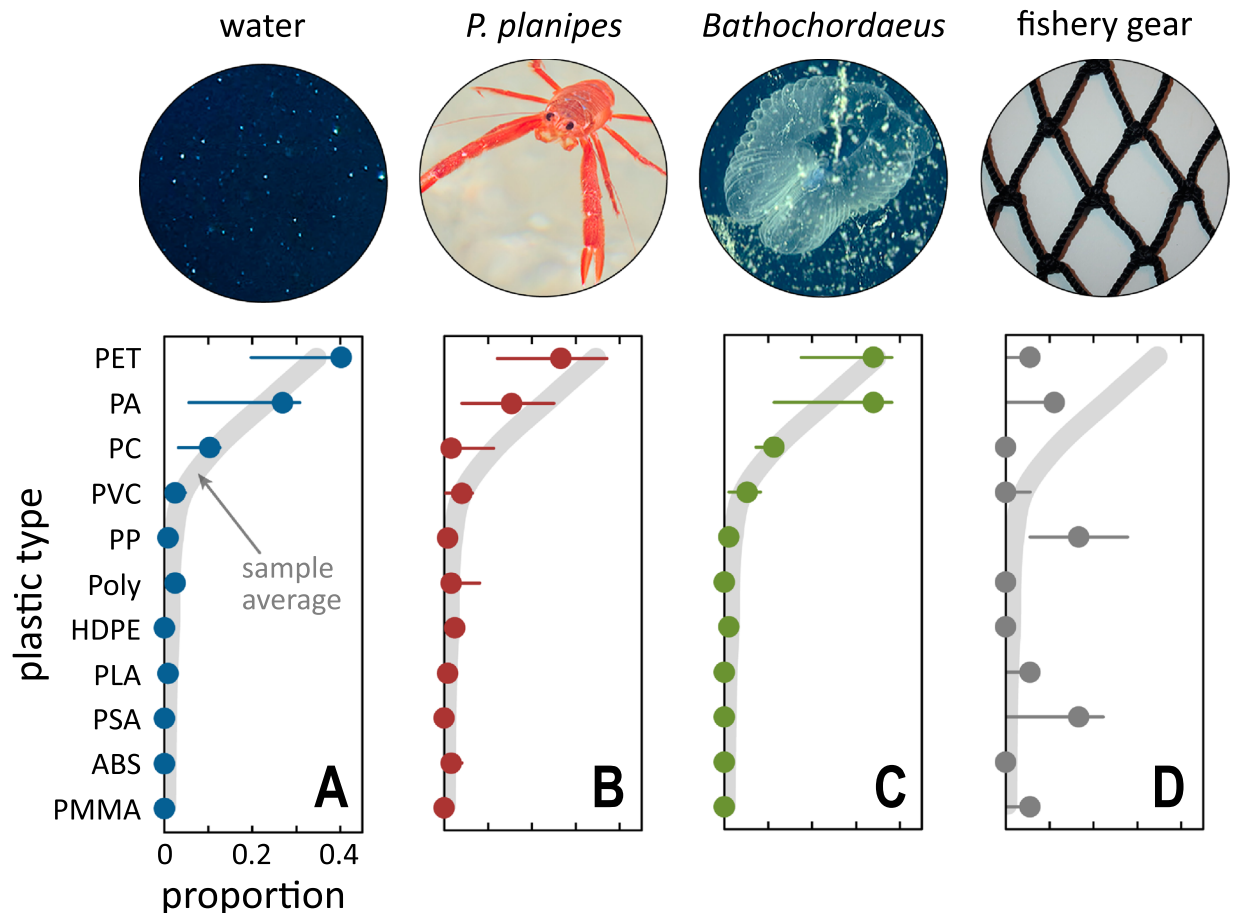 water
P. planipes
Bathochordaeus
fishery gear
plastic type
PET
PA
PC
PVC
PP
Poly
HDPE
PLA
PSA
ABS
PMMA
sample
average
A
B
C
D
0
0.2
0.4
proportion